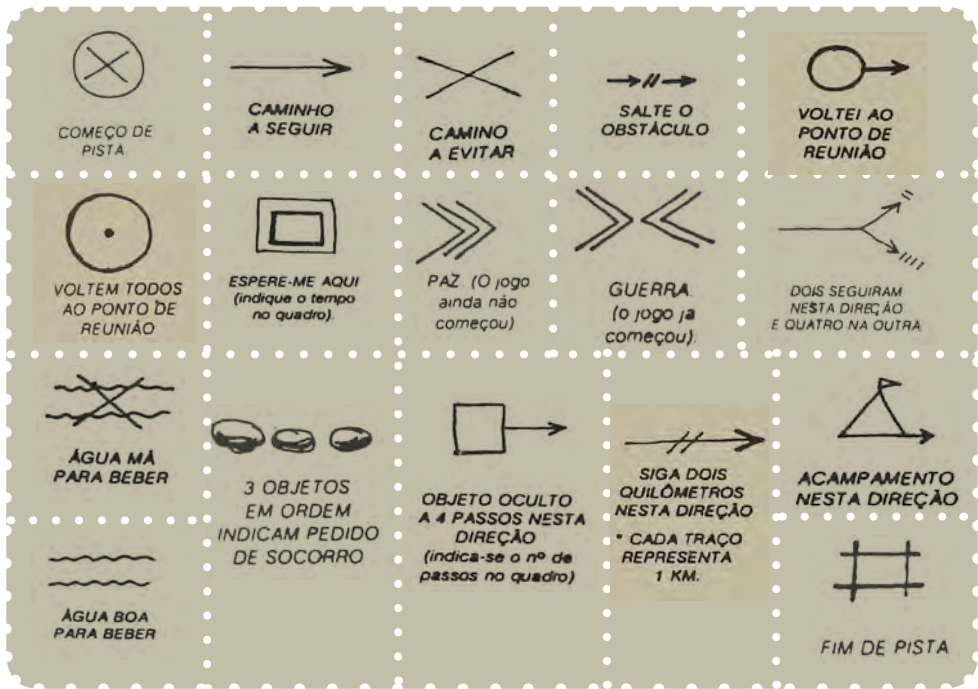 COMEÇO DE
PISTA
CAMINHO
A SEGUIR
CAMINO
A EVITAR
SALTE O
OBSTÁCULO
VOLTEI AO
PONTO DE
REUNIÃO
VOLTEM TODOS
AO PONTO DE
REUNIÃO
ESPERE-ME AQUI
(indique o tempo
no quadro).
PAZ. (O jogo
ainda não
começou)
GUERRA.
(o jogo ja
começou).
DOIS SEGUIRAM
NESTA DIREÇÃO
E QUATRO NA OUTRA
ÁGUA MÁ
PARA BEBER
3 OBJETOS
EM ORDEM
INDICAM PEDIDO
DE SOCORRO
OBJETO OCULTO
A 4 PASSOS NESTA
DIREÇÃO
(indica-se o nº de
passos no quadro)
SIGA DOIS
QUILÔMETROS
NESTA DIREÇÃO
* CADA TRAÇO
REPRESENTA
1 KM.
ACAMPAMENTO
NESTA DIREÇÃO
ÁGUA BOA
PARA BEBER
FIM DE PISTA